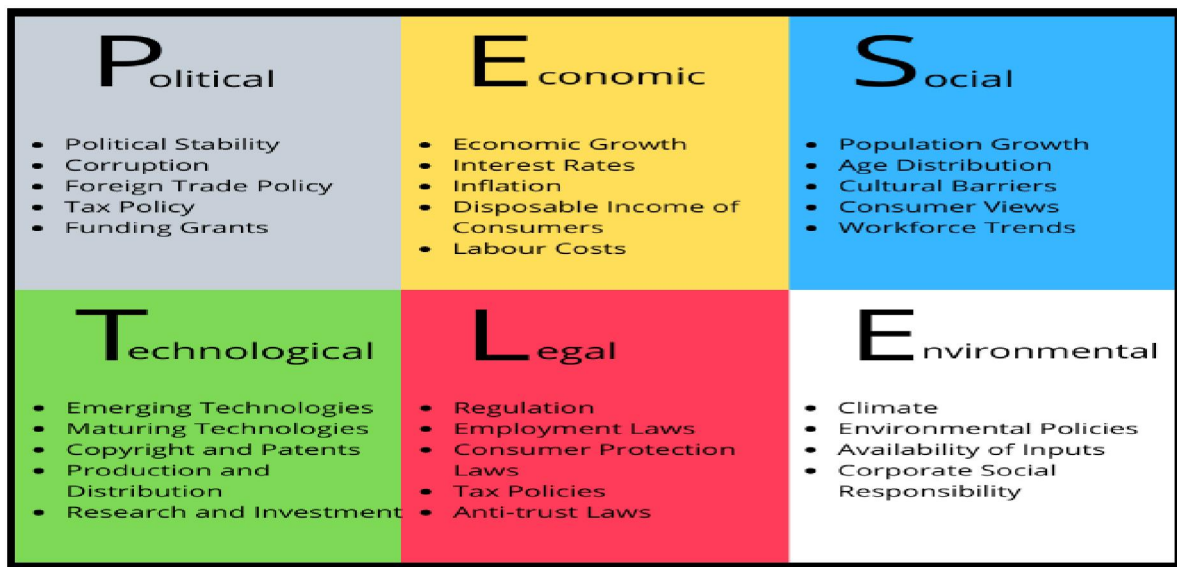 Political
• Political Stability
• Corruption
• Foreign Trade Policy
• Tax Policy
• Funding Grants
Economic
• Economic Growth
• Interest Rates
• Inflation
• Disposable Income of
Consumers
• Labour Costs
Social
• Population Growth
• Age Distribution
• Cultural Barriers
• Consumer Views
• Workforce Trends
Technological
• Emerging Technologies
• Maturing Technologies
• Copyright and Patents
• Production and
Distribution
• Research and Investment
Legal
• Regulation
• Employment Laws
• Consumer Protection
Laws
• Tax Policies
• Anti-trust Laws
Environmental
• Climate
• Environmental Policies
• Availability of Inputs
• Corporate Social
Responsibility